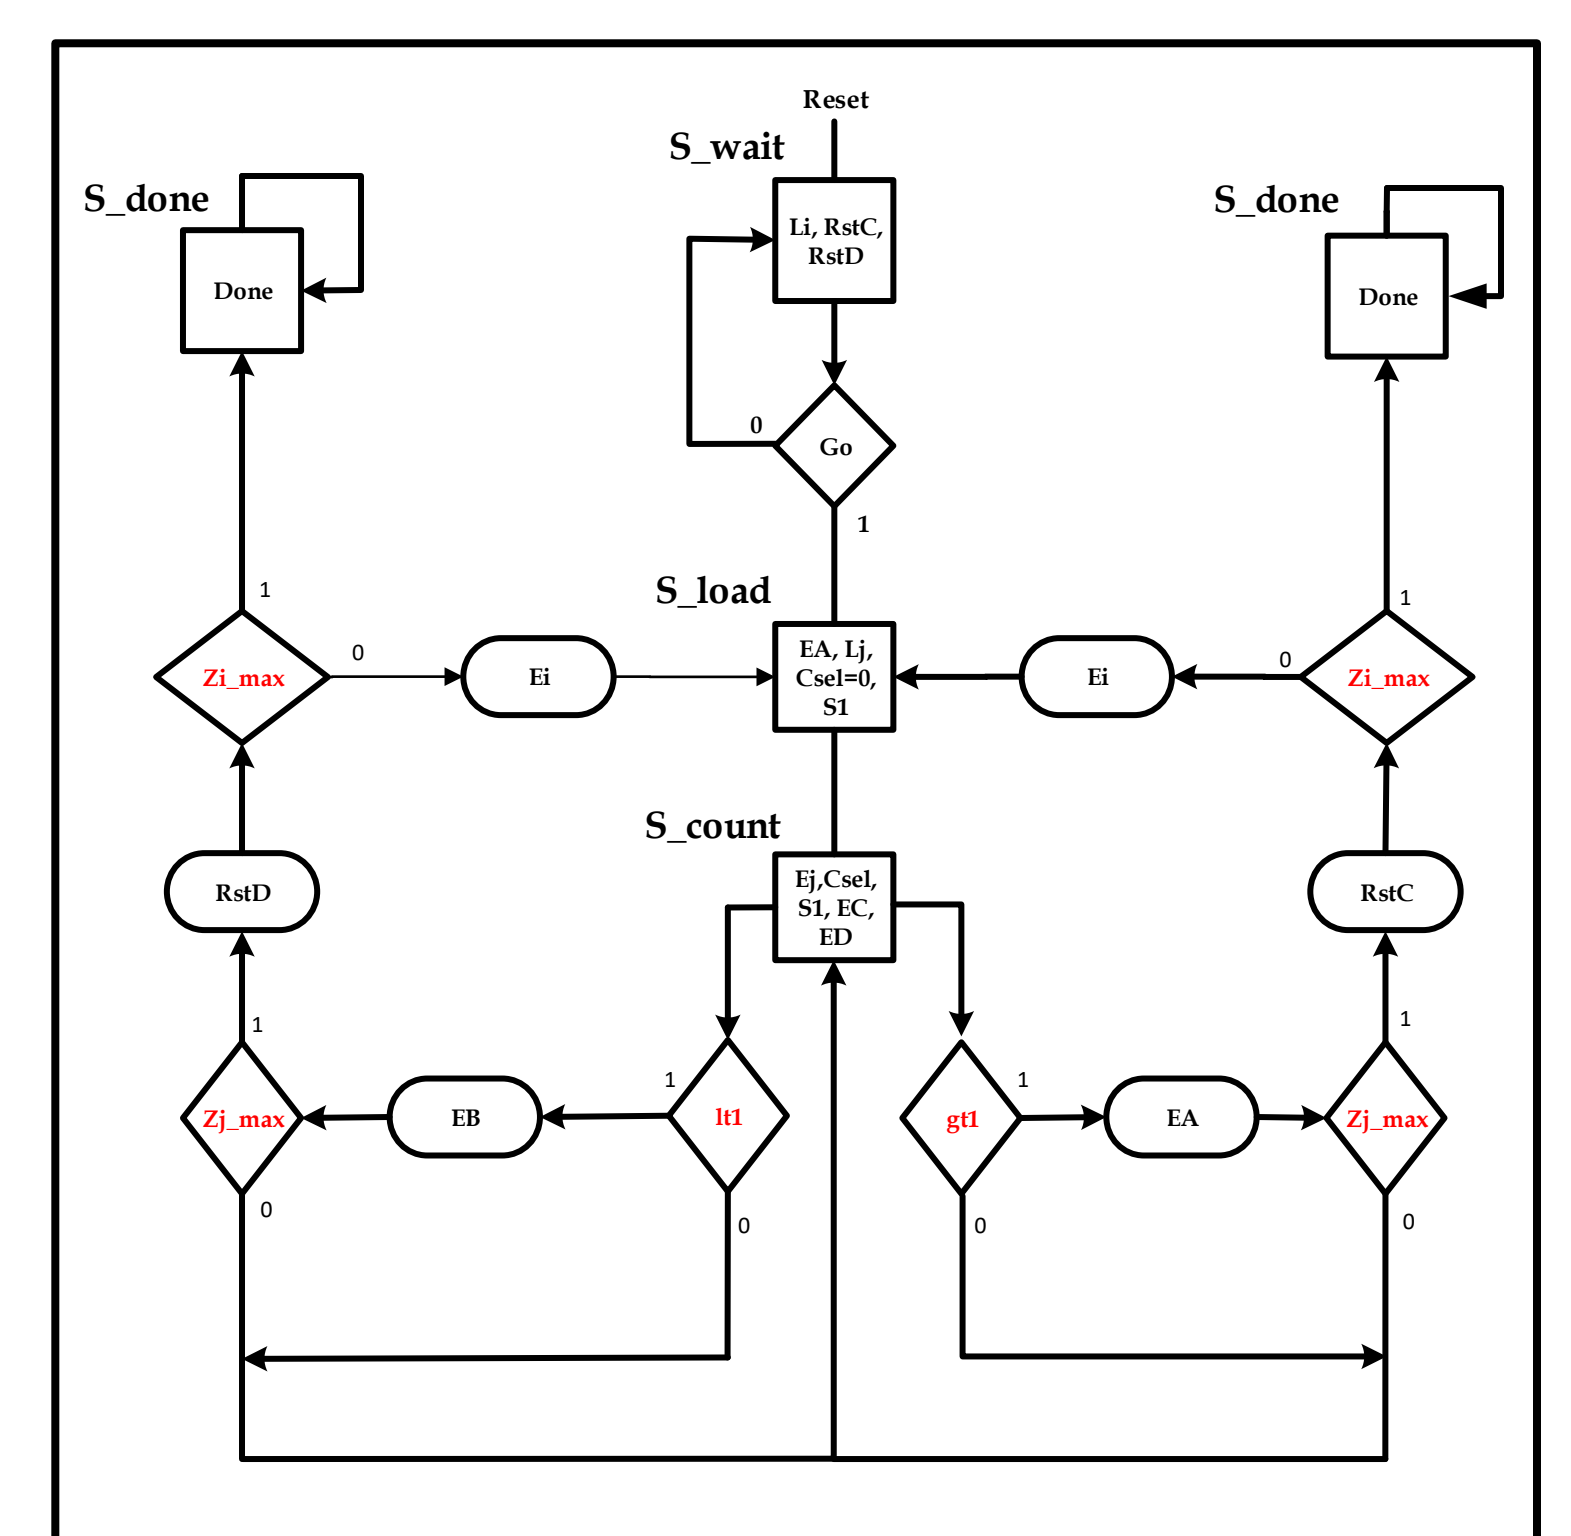 Reset
S_wait
S_done
S_done
Li, RstC,
RstD
Done
Done
0
Go
1
1
1
S_load
EA, Lj,
Csel=0,
S1
Zi_max
0
Ei
Ei
0
Zi_max
S_count
Ej,Csel,
S1, EC,
ED
RstD
RstC
1
1
Zj_max
EB
1
lt1
gt1
1
EA
Zj_max
0
0
0
0